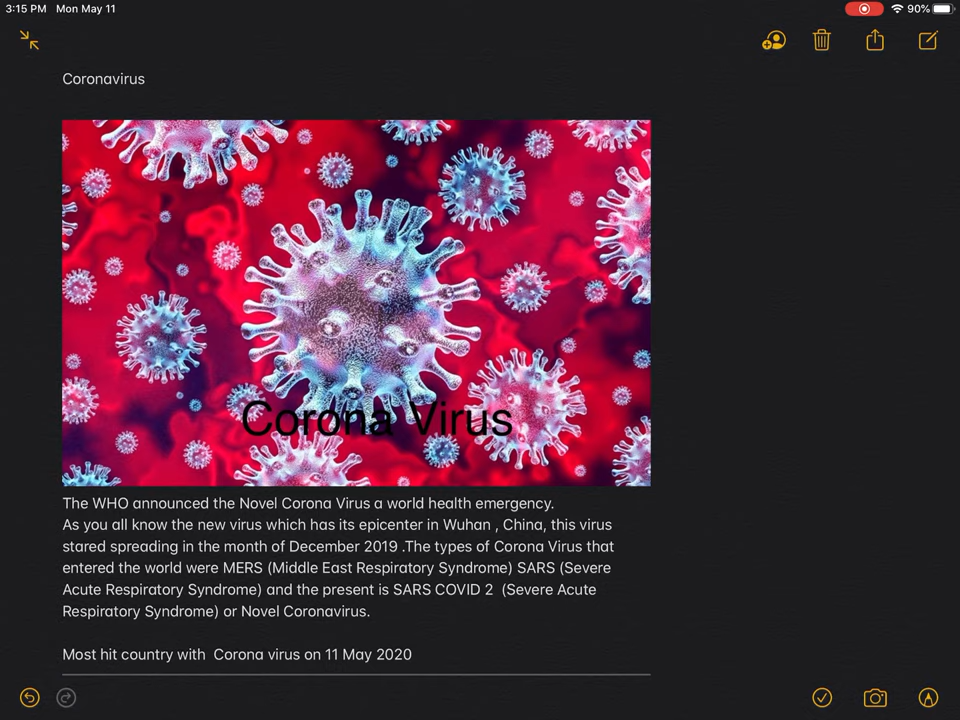 3:15 PM Mon May 11
90%
Coronavirus
Corona Virus
The WHO announced the Novel Corona Virus a world health emergency.
As you all know the new virus which has its epicenter in Wuhan , China, this virus
stared spreading in the month of December 2019 .The types of Corona Virus that
entered the world were MERS (Middle East Respiratory Syndrome) SARS (Severe
Acute Respiratory Syndrome) and the present is SARS COVID 2  (Severe Acute
Respiratory Syndrome) or Novel Coronavirus.
Most hit country with  Corona virus on 11 May 2020